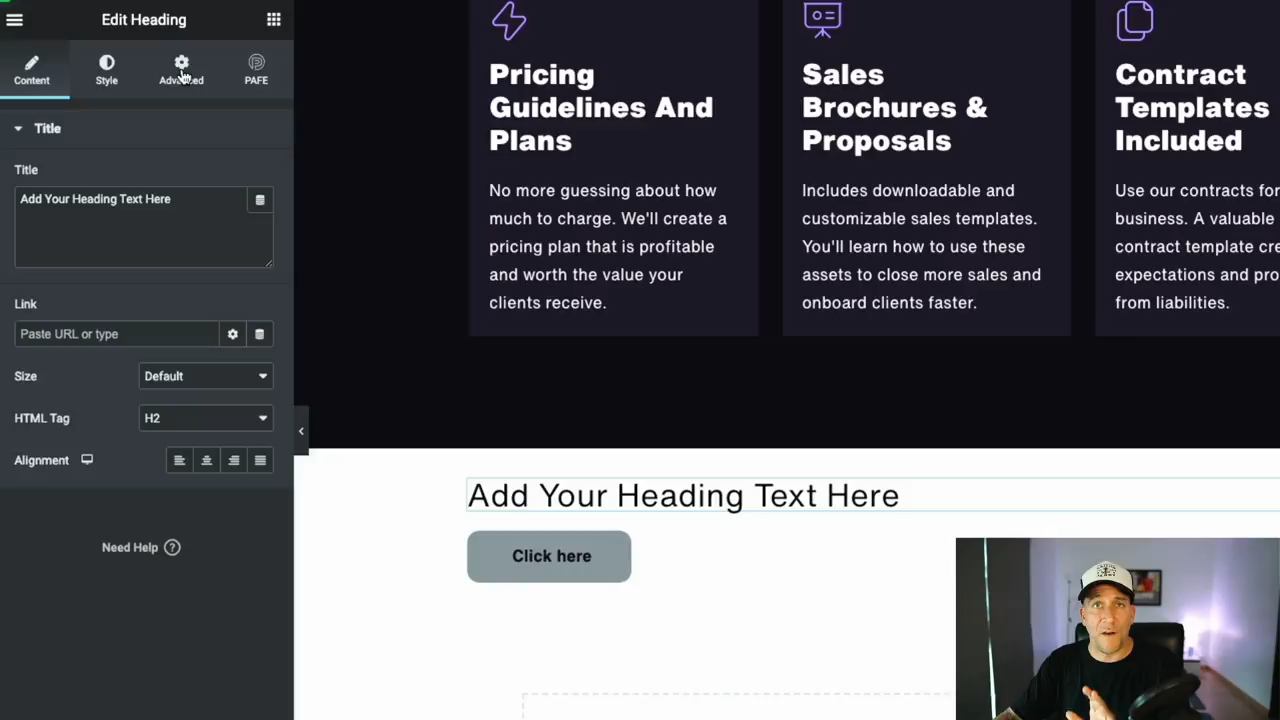 Edit Heading
Content
Style
Advanced
PAFE
Title
Title
Add Your Heading Text Here
Link
Paste URL or type
Size
Default
HTML Tag
H2
Alignment
Need Help ?
Pricing
Guidelines And
Plans
No more guessing about how
much to charge. We'll create a
pricing plan that is profitable
and worth the value your
clients receive.
Sales
Brochures &
Proposals
Includes downloadable and
customizable sales templates.
You'll learn how to use these
assets to close more sales and
onboard clients faster.
Contract
Templates
Included
Use our contracts for
business. A valuable
contract template cre
expectations and pro
from liabilities.
Add Your Heading Text Here
Click here